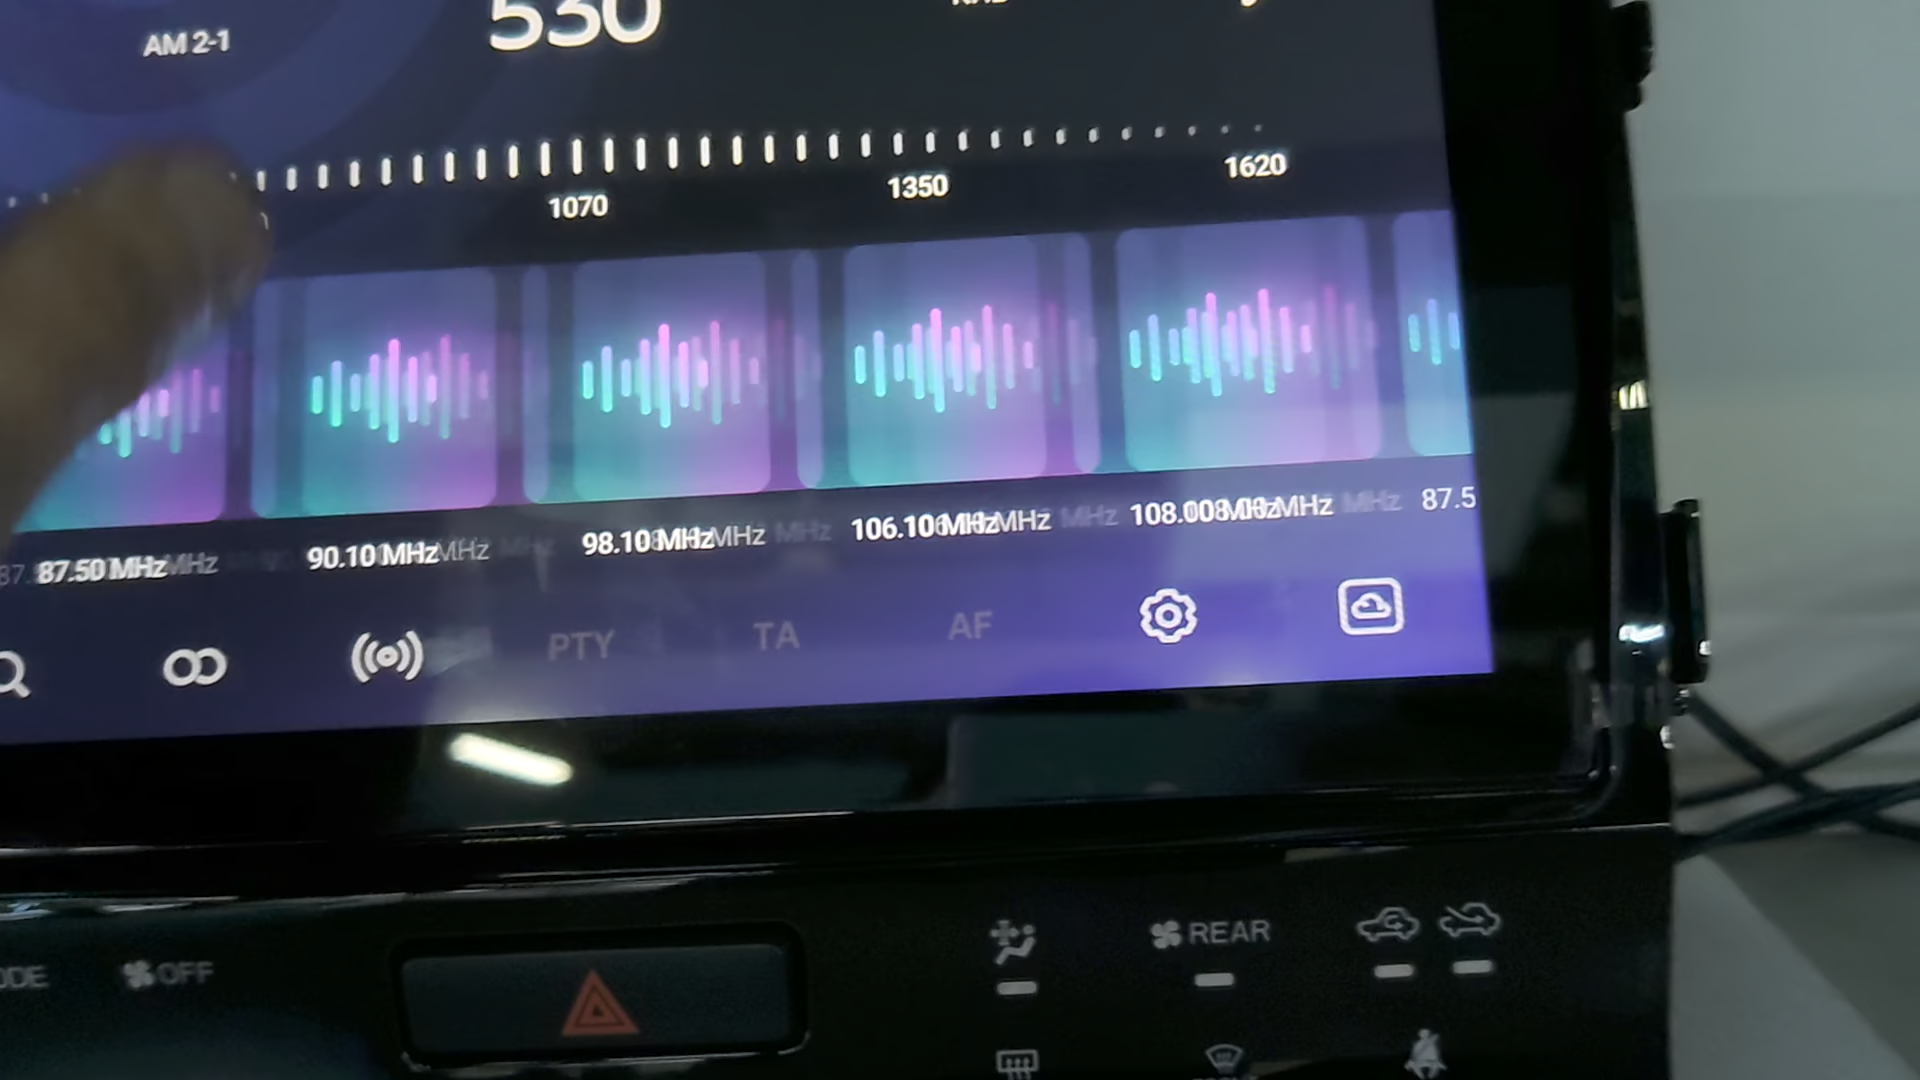 AM 2-1
530
1070
1350
1620
87.50 MHz
90.10 MHz
98.10 MHz
106.10 MHz
108.00 MHz
87.5
PTY
TA
AF
OFF
REAR